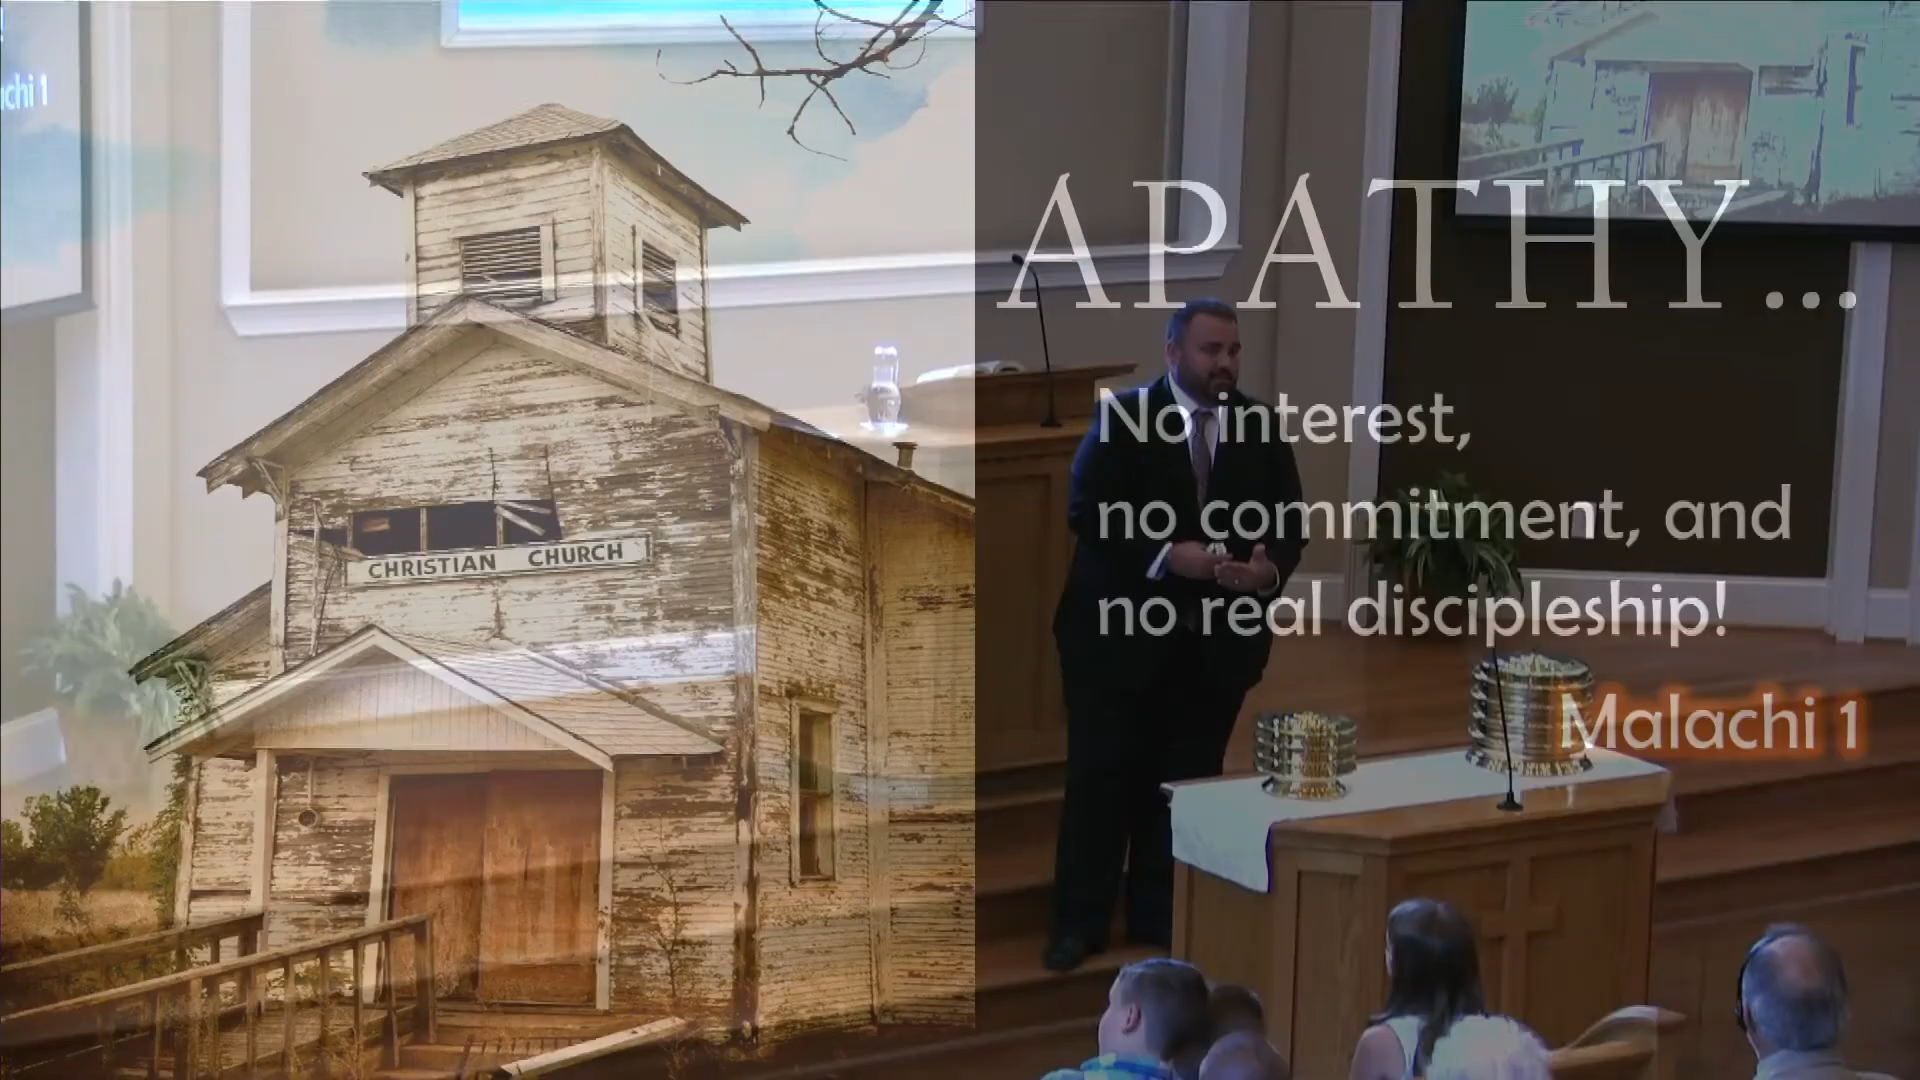 CHRISTIAN CHURCH
APATHY...
No interest,
no commitment, and
no real discipleship!
Malachi 1